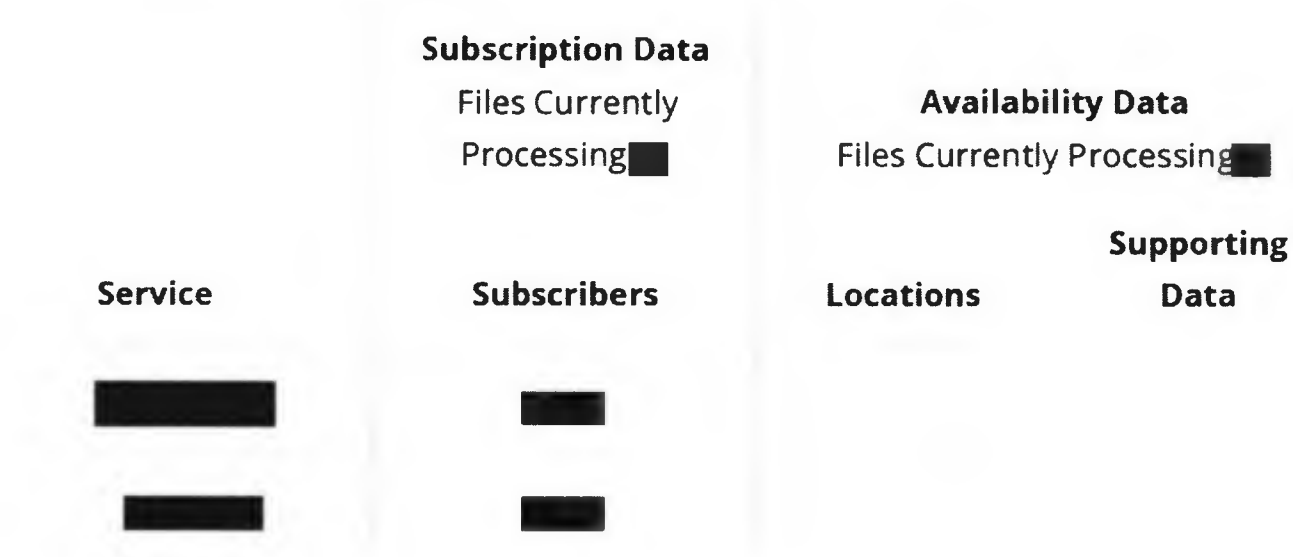 Subscription Data
Files Currently
Processing
Availability Data
Files Currently Processing
Service
Subscribers
Locations
Supporting
Data